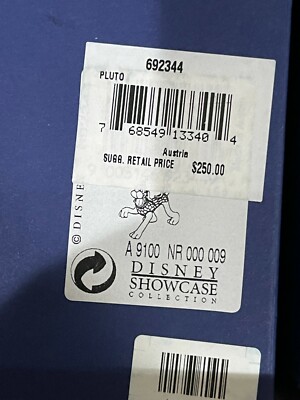 692344
PLUTO
7 68549 13340 4
Austria
SUGG. RETAIL PRICE $250.00
© DISNE
A 9100 NR 000 009
DISNEY
SHOWCASE
COLLECTION